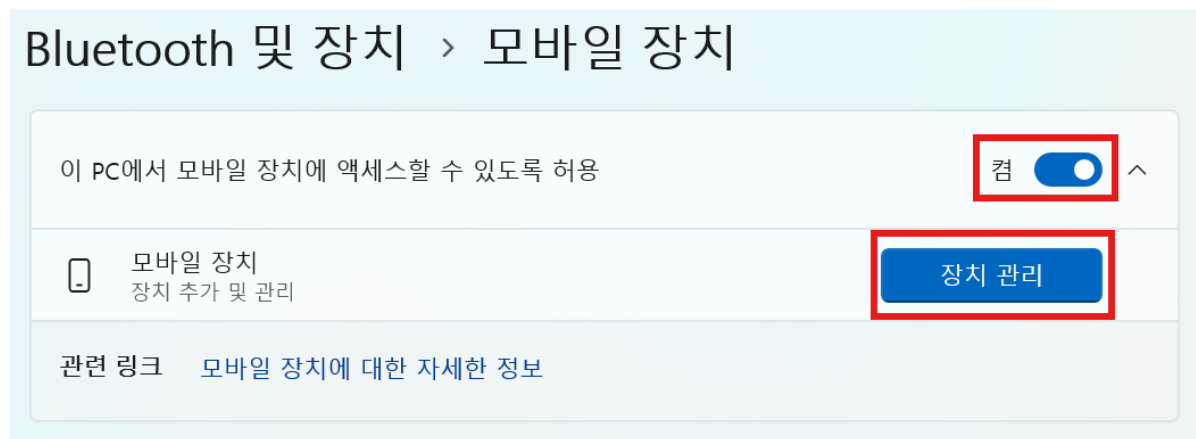 Bluetooth 및 장치 › 모바일 장치
이 PC에서 모바일 장치에 액세스할 수 있도록 허용 켬
모바일 장치
장치 추가 및 관리
장치 관리
관련 링크 모바일 장치에 대한 자세한 정보